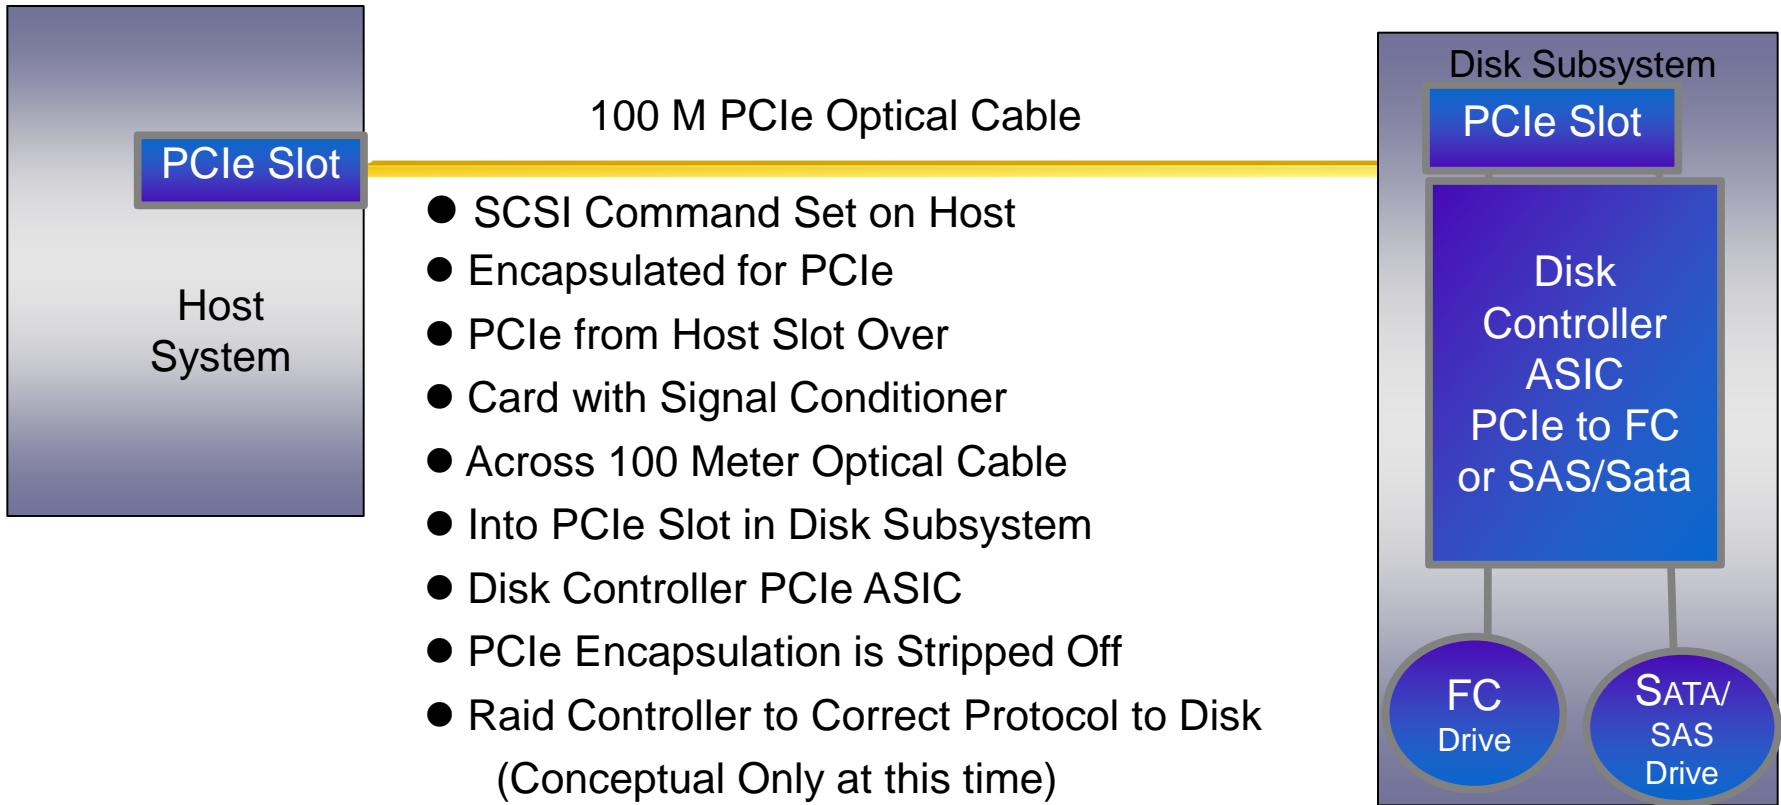 PCIe Slot
Host
System
100 M PCIe Optical Cable
● SCSI Command Set on Host
● Encapsulated for PCIe
● PCIe from Host Slot Over
● Card with Signal Conditioner
● Across 100 Meter Optical Cable
● Into PCIe Slot in Disk Subsystem
● Disk Controller PCIe ASIC
● PCIe Encapsulation is Stripped Off
● Raid Controller to Correct Protocol to Disk
(Conceptual Only at this time)
Disk Subsystem
PCIe Slot
Disk
Controller
ASIC
PCIe to FC
or SAS/Sata
FC
Drive
SATA/
SAS
Drive